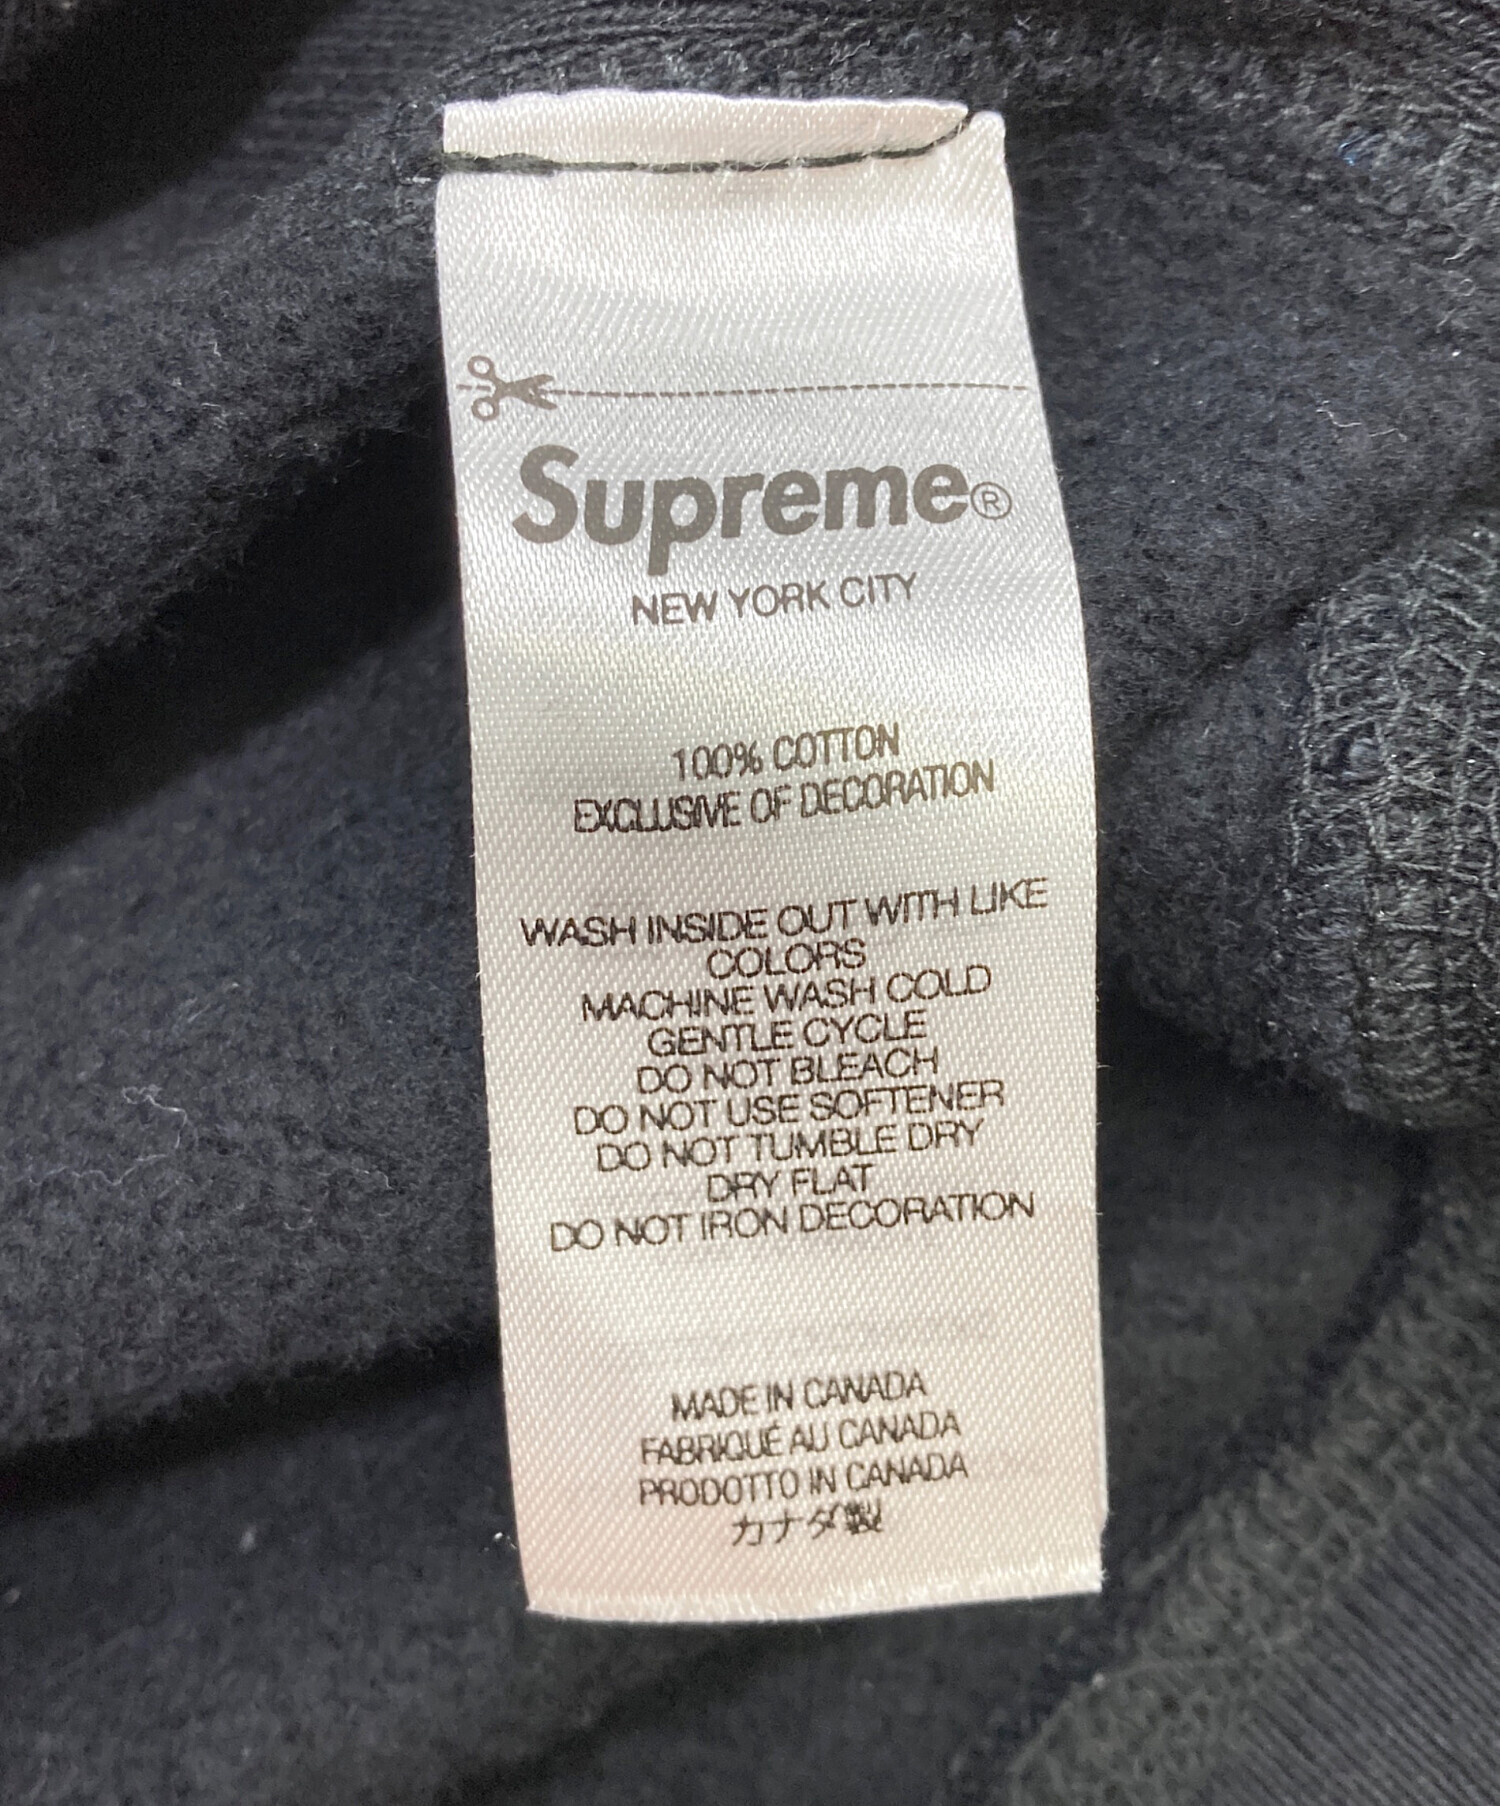 Supreme®
NEW YORK CITY
100% COTTON
EXCLUSIVE OF DECORATION
WASH INSIDE OUT WITH LIKE
COLORS
MACHINE WASH COLD
GENTLE CYCLE
DO NOT BLEACH
DO NOT USE SOFTENER
DO NOT TUMBLE DRY
DRY FLAT
DO NOT IRON DECORATION
MADE IN CANADA
FABRIQUÉ AU CANADA
PRODOTTO IN CANADA
カナダ製